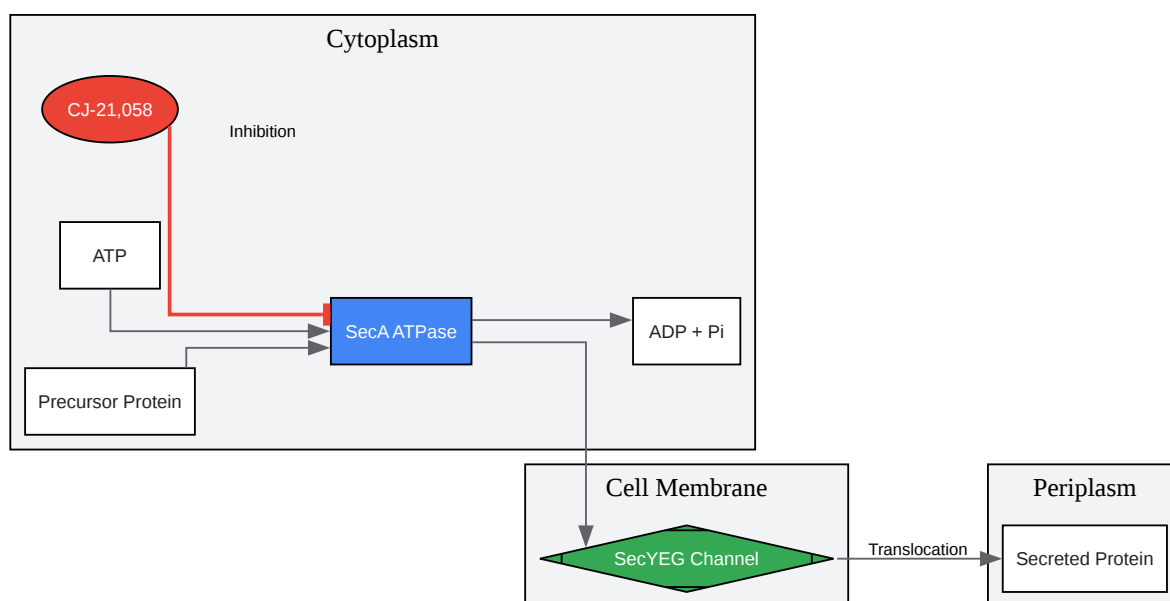 Cytoplasm
CJ-21,058
Inhibition
ATP
SecA ATPase
ADP + Pi
Precursor Protein
Cell Membrane
Periplasm
SecYEG Channel
Translocation
Secreted Protein